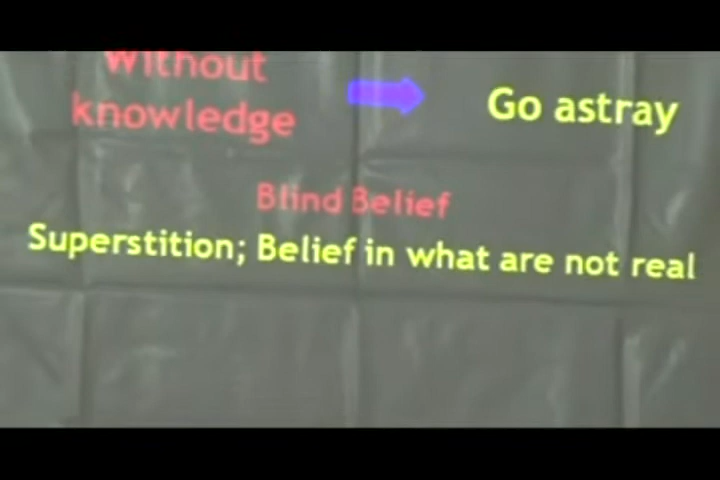 Without
knowledge
Go astray
Blind Belief
Superstition; Belief in what are not real